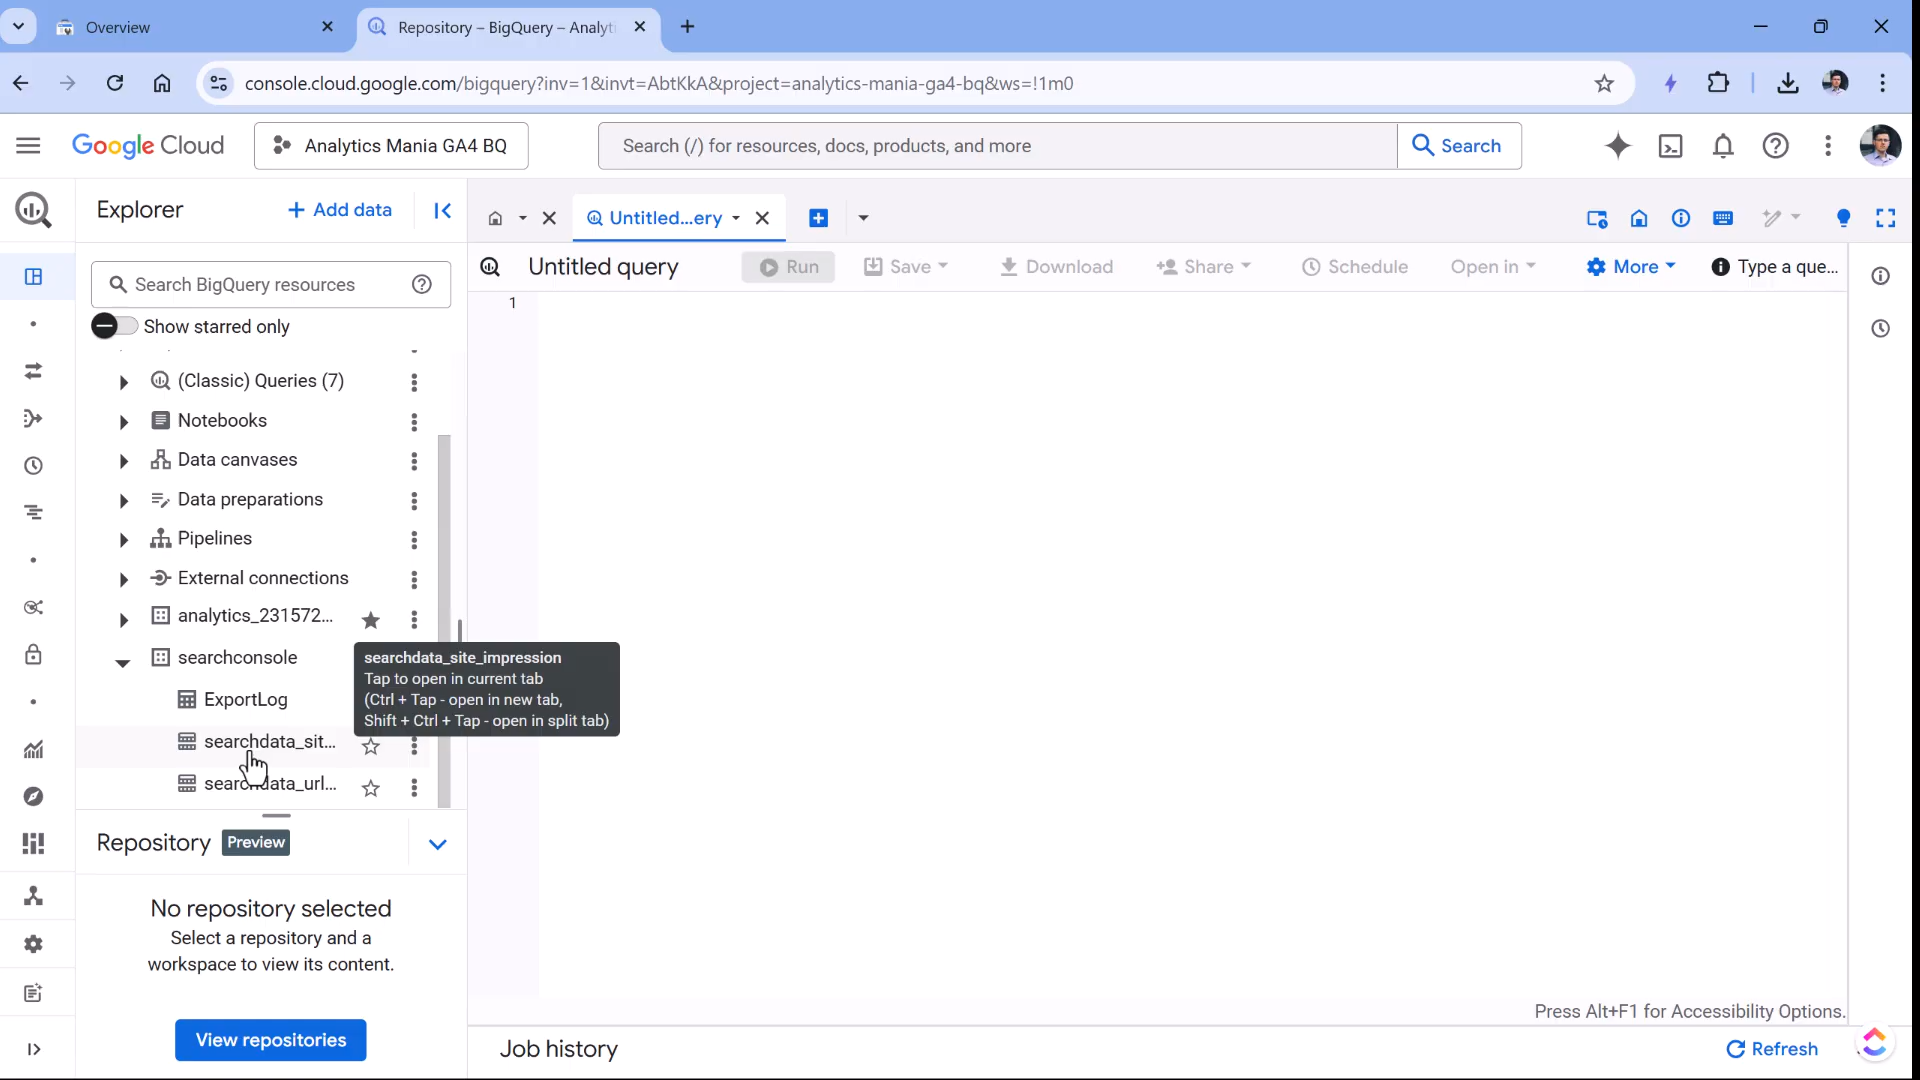 Overview
Repository – BigQuery – Analyti
console.cloud.google.com/bigquery?inv=1&invt=AbtKkA&project=analytics-mania-ga4-bq&ws=!1m0
Google Cloud
Analytics Mania GA4 BQ
Search (/) for resources, docs, products, and more
Search
Explorer
+ Add data
Untitled...ery
Search BigQuery resources
Untitled query
Run
Save
Download
Share
Schedule
Open in
More
Type a que...
Show starred only
1
(Classic) Queries (7)
Notebooks
Data canvases
Data preparations
Pipelines
External connections
analytics_231572...
searchconsole
searchdata_site_impression
Tap to open in current tab
(Ctrl + Tap - open in new tab,
Shift + Ctrl + Tap - open in split tab)
ExportLog
searchdata_sit...
searchdata_url...
Repository
Preview
No repository selected
Select a repository and a
workspace to view its content.
View repositories
Press Alt+F1 for Accessibility Options.
Job history
Refresh